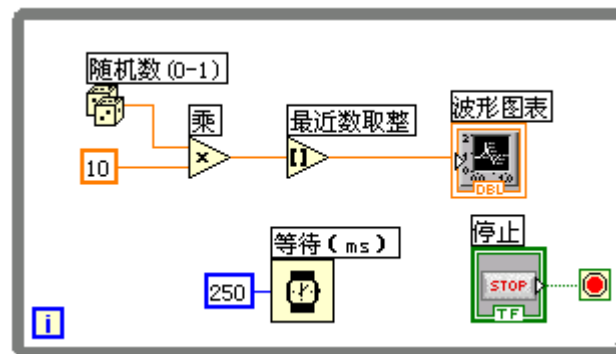 随机数(0-1)
乘
最近数取整
波形图表
10
DBL
等待(ms)
停止
250
STOP
TF
i